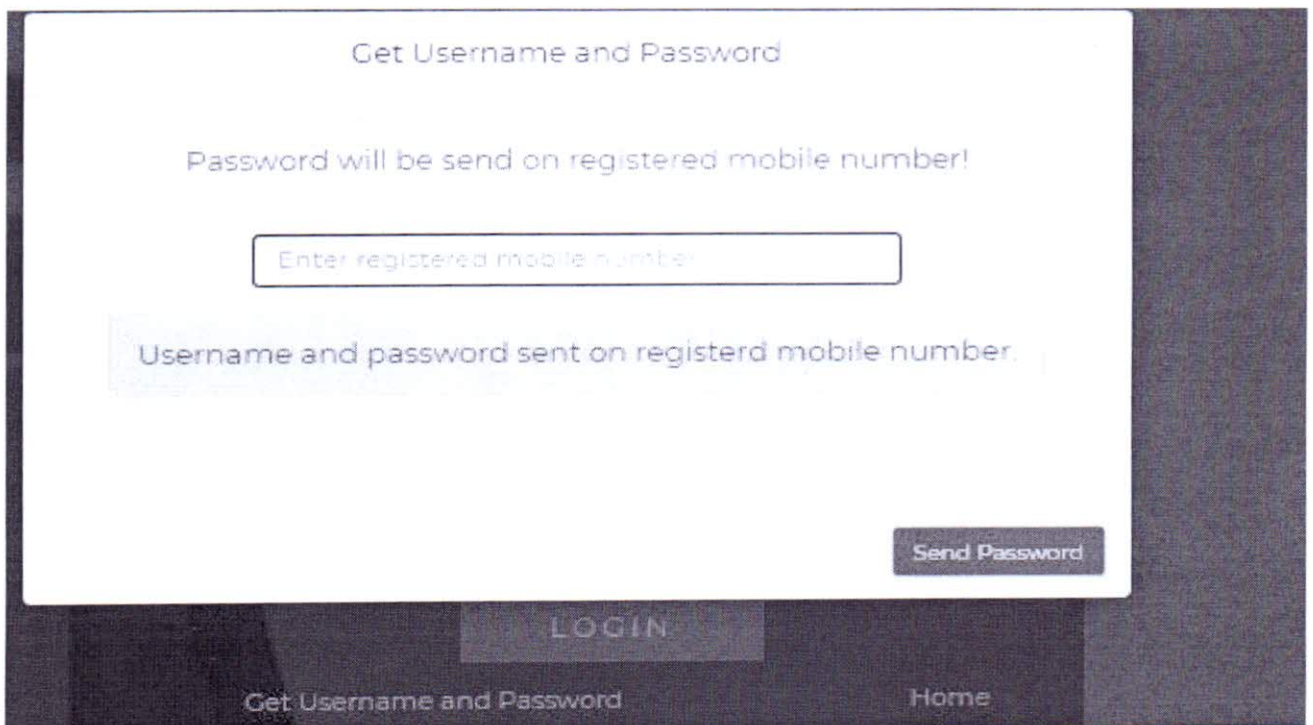 Get Username and Password
Password will be send on registered mobile number!
Enter registered mobile number
Username and password sent on registerd mobile number.
Send Password
LOGIN
Get Username and Password Home